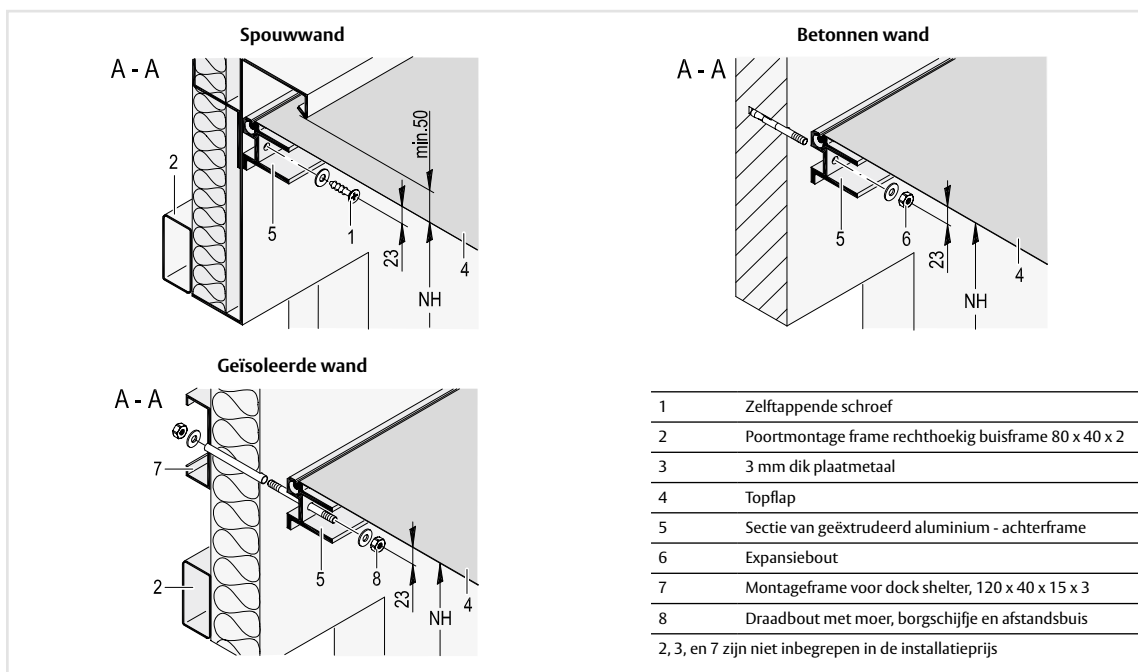 Spouwwand
A - A
2
5
1
min.50
23
NH
4
Betonnen wand
A - A
5
6
23
NH
4
Geïsoleerde wand
A - A
7
2
5
8
23
NH
4
1 Zelftappende schroef
2 Poortmontage frame rechthoekig buisframe 80 x 40 x 2
3 3 mm dik plaatmetaal
4 Topflap
5 Sectie van geëxtrudeerd aluminium - achterframe
6 Expansiebout
7 Montageframe voor dock shelter, 120 x 40 x 15 x 3
8 Draadbout met moer, borgschijfje en afstandsbuis
2, 3, en 7 zijn niet inbegrepen in de installatieprijs